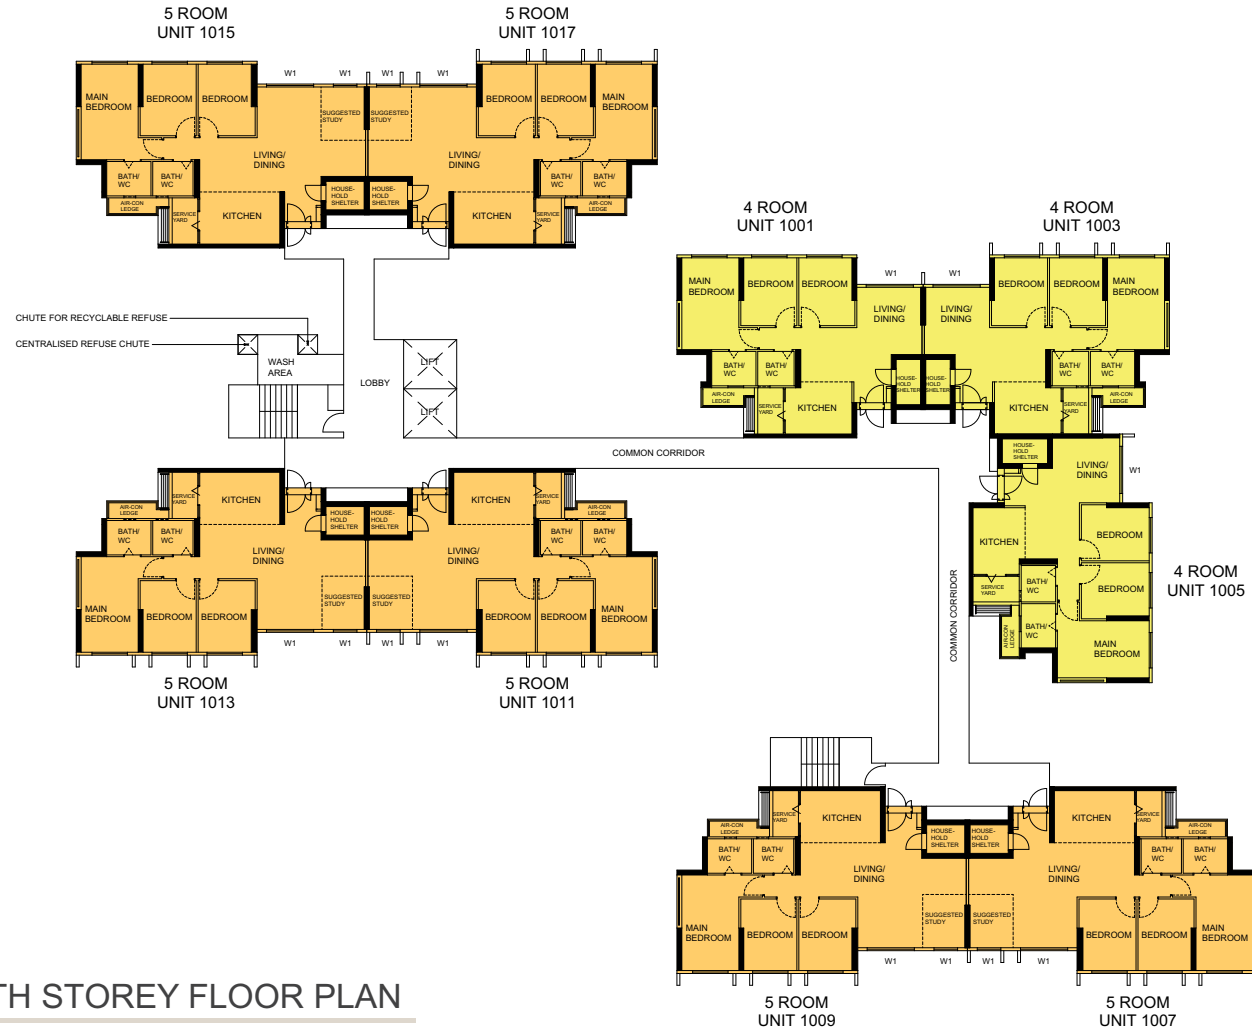 5 ROOM
UNIT 1015
5 ROOM
UNIT 1017
W1
W1
W1
W1
MAIN
BEDROOM
BEDROOM
BEDROOM
SUGGESTED
STUDY
SUGGESTED
STUDY
BEDROOM
BEDROOM
MAIN
BEDROOM
LIVING/
DINING
LIVING/
DINING
BATH/
WC
BATH/
WC
HOUSE-
HOLD
SHELTER
HOUSE-
HOLD
SHELTER
BATH/
WC
BATH/
WC
AIR-CON
LEDGE
SERVICE
YARD
KITCHEN
KITCHEN
SERVICE
YARD
AIR-CON
LEDGE
4 ROOM
UNIT 1001
4 ROOM
UNIT 1003
W1
W1
MAIN
BEDROOM
BEDROOM
BEDROOM
LIVING/
DINING
LIVING/
DINING
BEDROOM
BEDROOM
MAIN
BEDROOM
BATH/
WC
BATH/
WC
HOUSE-
HOLD
SHELTER
HOUSE-
HOLD
SHELTER
BATH/
WC
BATH/
WC
AIR-CON
LEDGE
SERVICE
YARD
KITCHEN
KITCHEN
SERVICE
YARD
AIR-CON
LEDGE
CHUTE FOR RECYCLABLE REFUSE
CENTRALISED REFUSE CHUTE
WASH
AREA
LOBBY
LIFT
LIFT
COMMON CORRIDOR
HOUSE-
HOLD
SHELTER
LIVING/
DINING
W1
KITCHEN
BEDROOM
SERVICE
YARD
BATH/
WC
BEDROOM
4 ROOM
UNIT 1005
AIR-CON
LEDGE
BATH/
WC
MAIN
BEDROOM
COMMON CORRIDOR
AIR-CON
LEDGE
SERVICE
YARD
KITCHEN
KITCHEN
SERVICE
YARD
AIR-CON
LEDGE
BATH/
WC
BATH/
WC
HOUSE-
HOLD
SHELTER
HOUSE-
HOLD
SHELTER
BATH/
WC
BATH/
WC
LIVING/
DINING
LIVING/
DINING
MAIN
BEDROOM
BEDROOM
BEDROOM
SUGGESTED
STUDY
SUGGESTED
STUDY
BEDROOM
BEDROOM
MAIN
BEDROOM
W1
W1
W1
W1
5 ROOM
UNIT 1013
5 ROOM
UNIT 1011
AIR-CON
LEDGE
SERVICE
YARD
KITCHEN
KITCHEN
SERVICE
YARD
AIR-CON
LEDGE
BATH/
WC
BATH/
WC
HOUSE-
HOLD
SHELTER
HOUSE-
HOLD
SHELTER
BATH/
WC
BATH/
WC
LIVING/
DINING
LIVING/
DINING
MAIN
BEDROOM
BEDROOM
BEDROOM
SUGGESTED
STUDY
SUGGESTED
STUDY
BEDROOM
BEDROOM
MAIN
BEDROOM
W1
W1
W1
W1
5 ROOM
UNIT 1009
5 ROOM
UNIT 1007
TH STOREY FLOOR PLAN